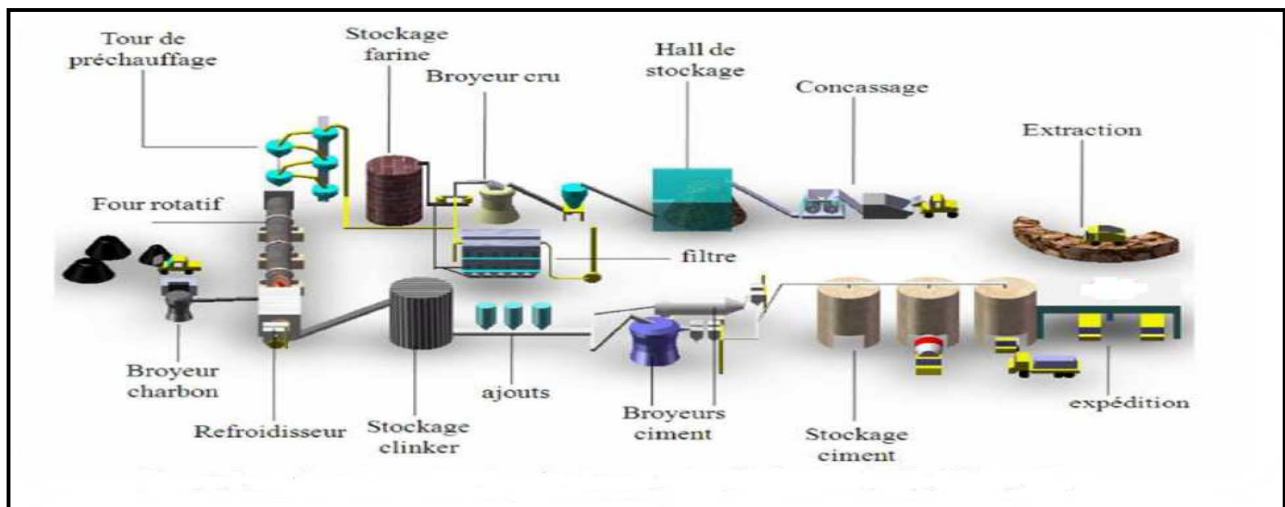 Tour de
préchauffage
Stockage
farine
Broyeur cru
Hall de
stockage
Concassage
Extraction
Four rotatif
filtre
Broyeur
charbon
Refroidisseur
Stockage
clinker
ajouts
Broyeurs
ciment
Stockage
ciment
expédition